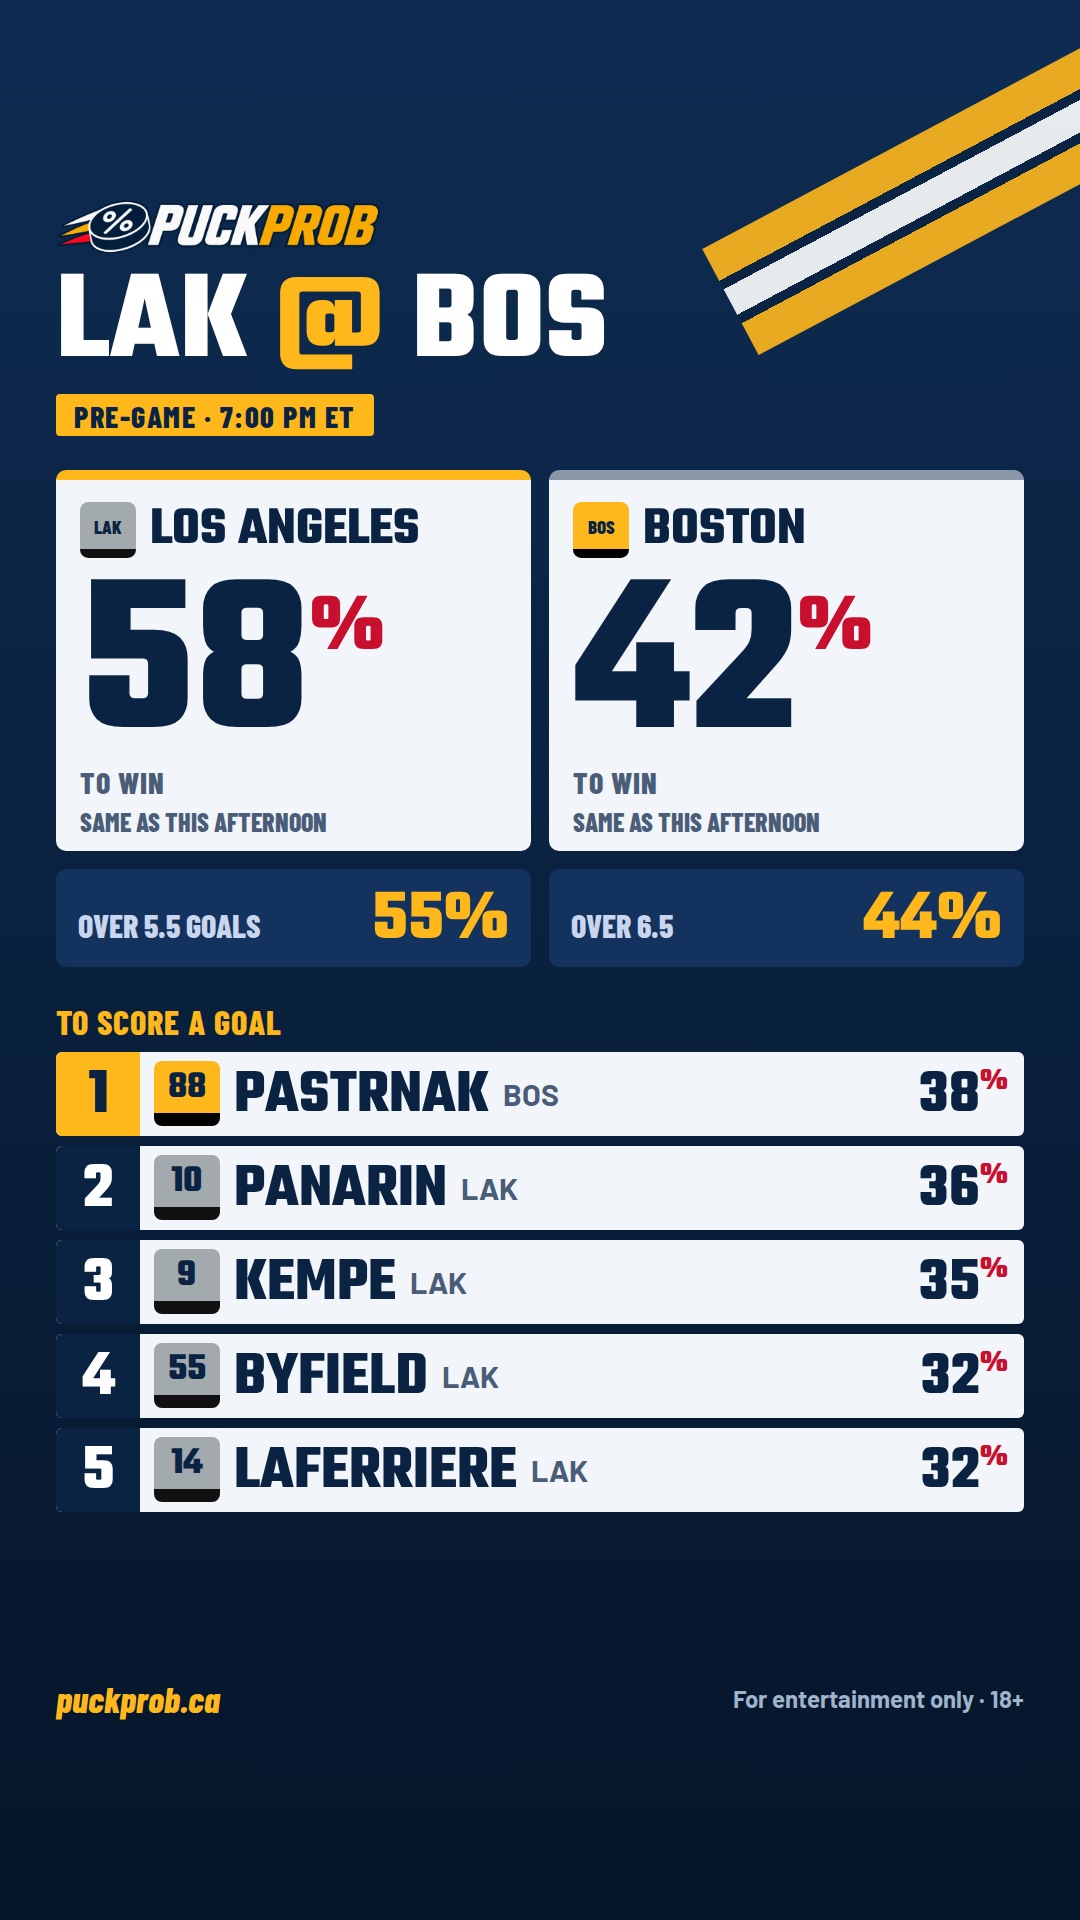 % PUCKPROB
LAK @ BOS
PRE-GAME · 7:00 PM ET
LAK LOS ANGELES
58%
TO WIN
SAME AS THIS AFTERNOON
BOS BOSTON
42%
TO WIN
SAME AS THIS AFTERNOON
OVER 5.5 GOALS 55%
OVER 6.5 44%
TO SCORE A GOAL
1 88 PASTRNAK BOS 38%
2 10 PANARIN LAK 36%
3 9 KEMPE LAK 35%
4 55 BYFIELD LAK 32%
5 14 LAFERRIERE LAK 32%
puckprob.ca
For entertainment only · 18+